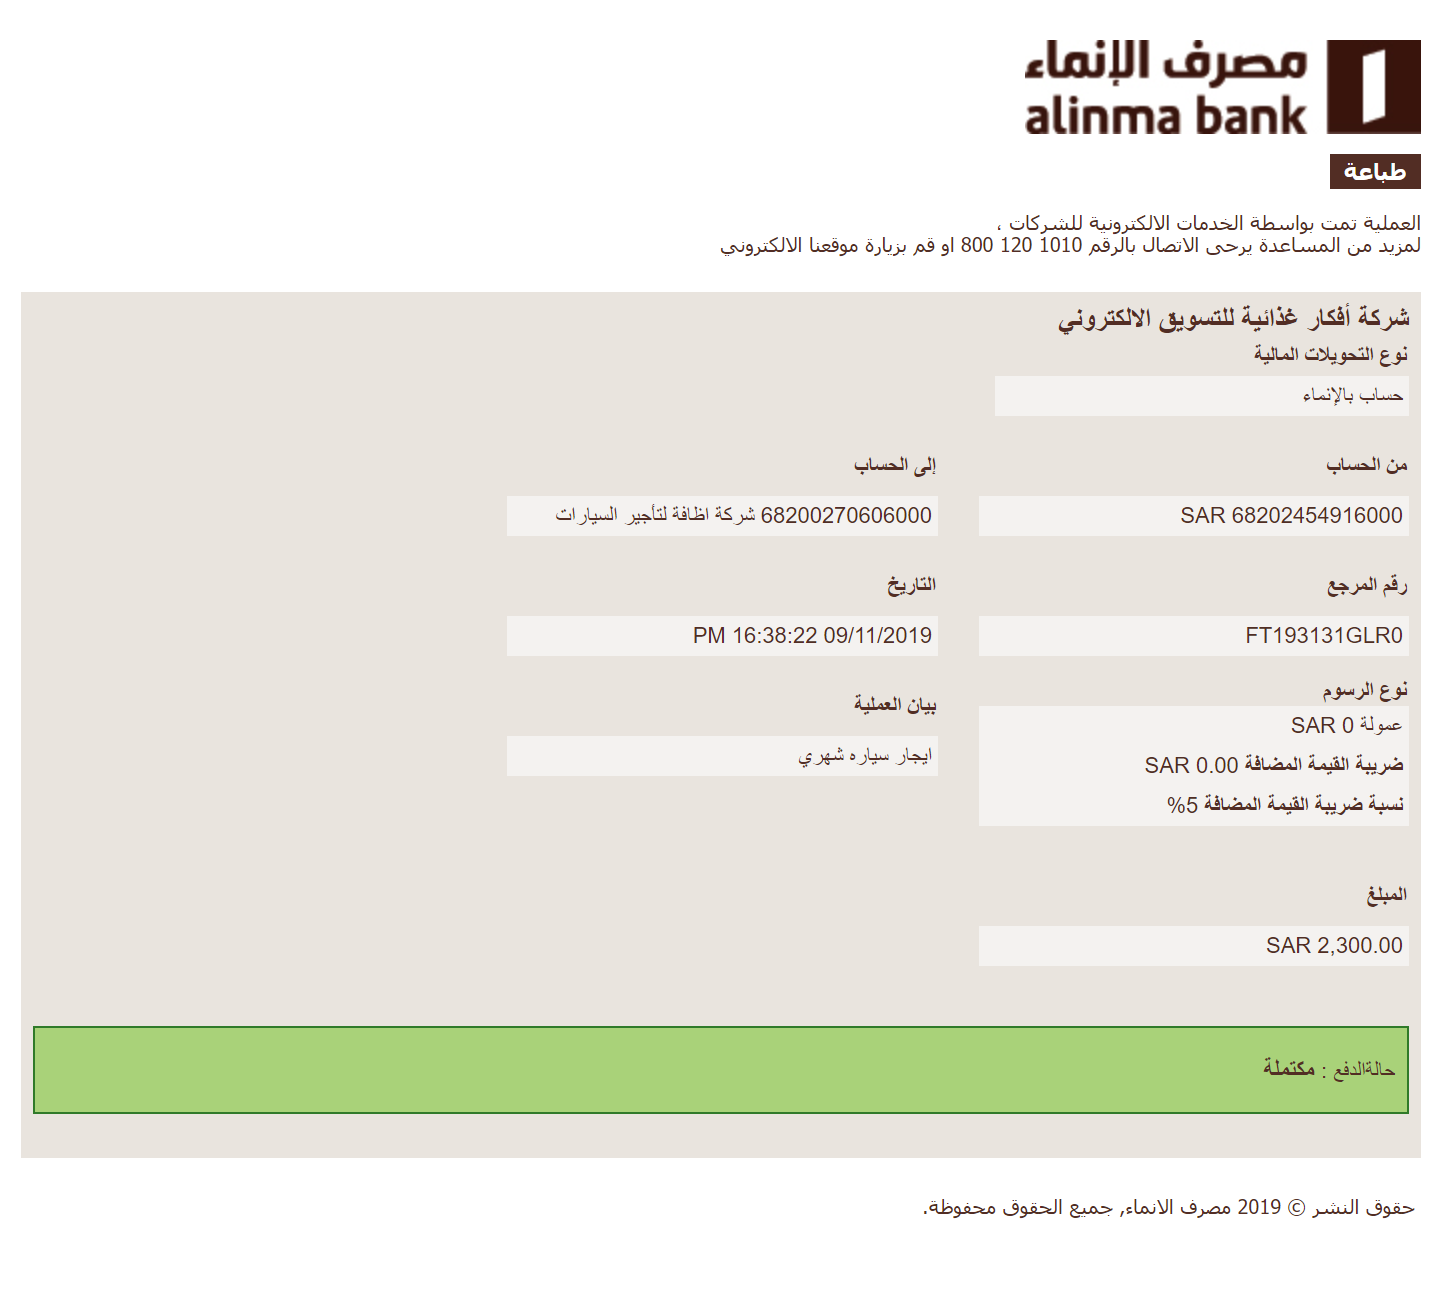 مصرف الإنماء
alinma bank
طباعة
العملية تمت بواسطة الخدمات الالكترونية للشركات ،
لمزيد من المساعدة يرجى الاتصال بالرقم 1010 120 800 او قم بزيارة موقعنا الالكتروني
شركة أفكار غذائية للتسويق الالكتروني
نوع التحويلات المالية
حساب بالإنماء
من الحساب
SAR 68202454916000
إلى الحساب
68200270606000 شركة اظافة لتأجير السيارات
رقم المرجع
FT193131GLR0
التاريخ
PM 16:38:22 09/11/2019
نوع الرسوم
عمولة SAR 0
ضريبة القيمة المضافة SAR 0.00
نسبة ضريبة القيمة المضافة 5%
بيان العملية
ايجار سياره شهري
المبلغ
SAR 2,300.00
حالةالدفع : مكتملة
حقوق النشر © 2019 مصرف الانماء, جميع الحقوق محفوظة.